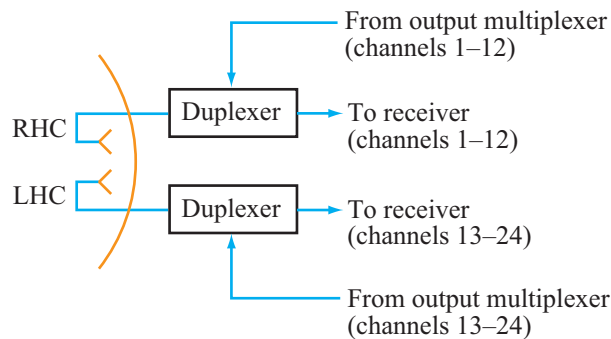 From output multiplexer
(channels 1–12)
Duplexer
To receiver
(channels 1–12)
RHC
LHC
Duplexer
To receiver
(channels 13–24)
From output multiplexer
(channels 13–24)